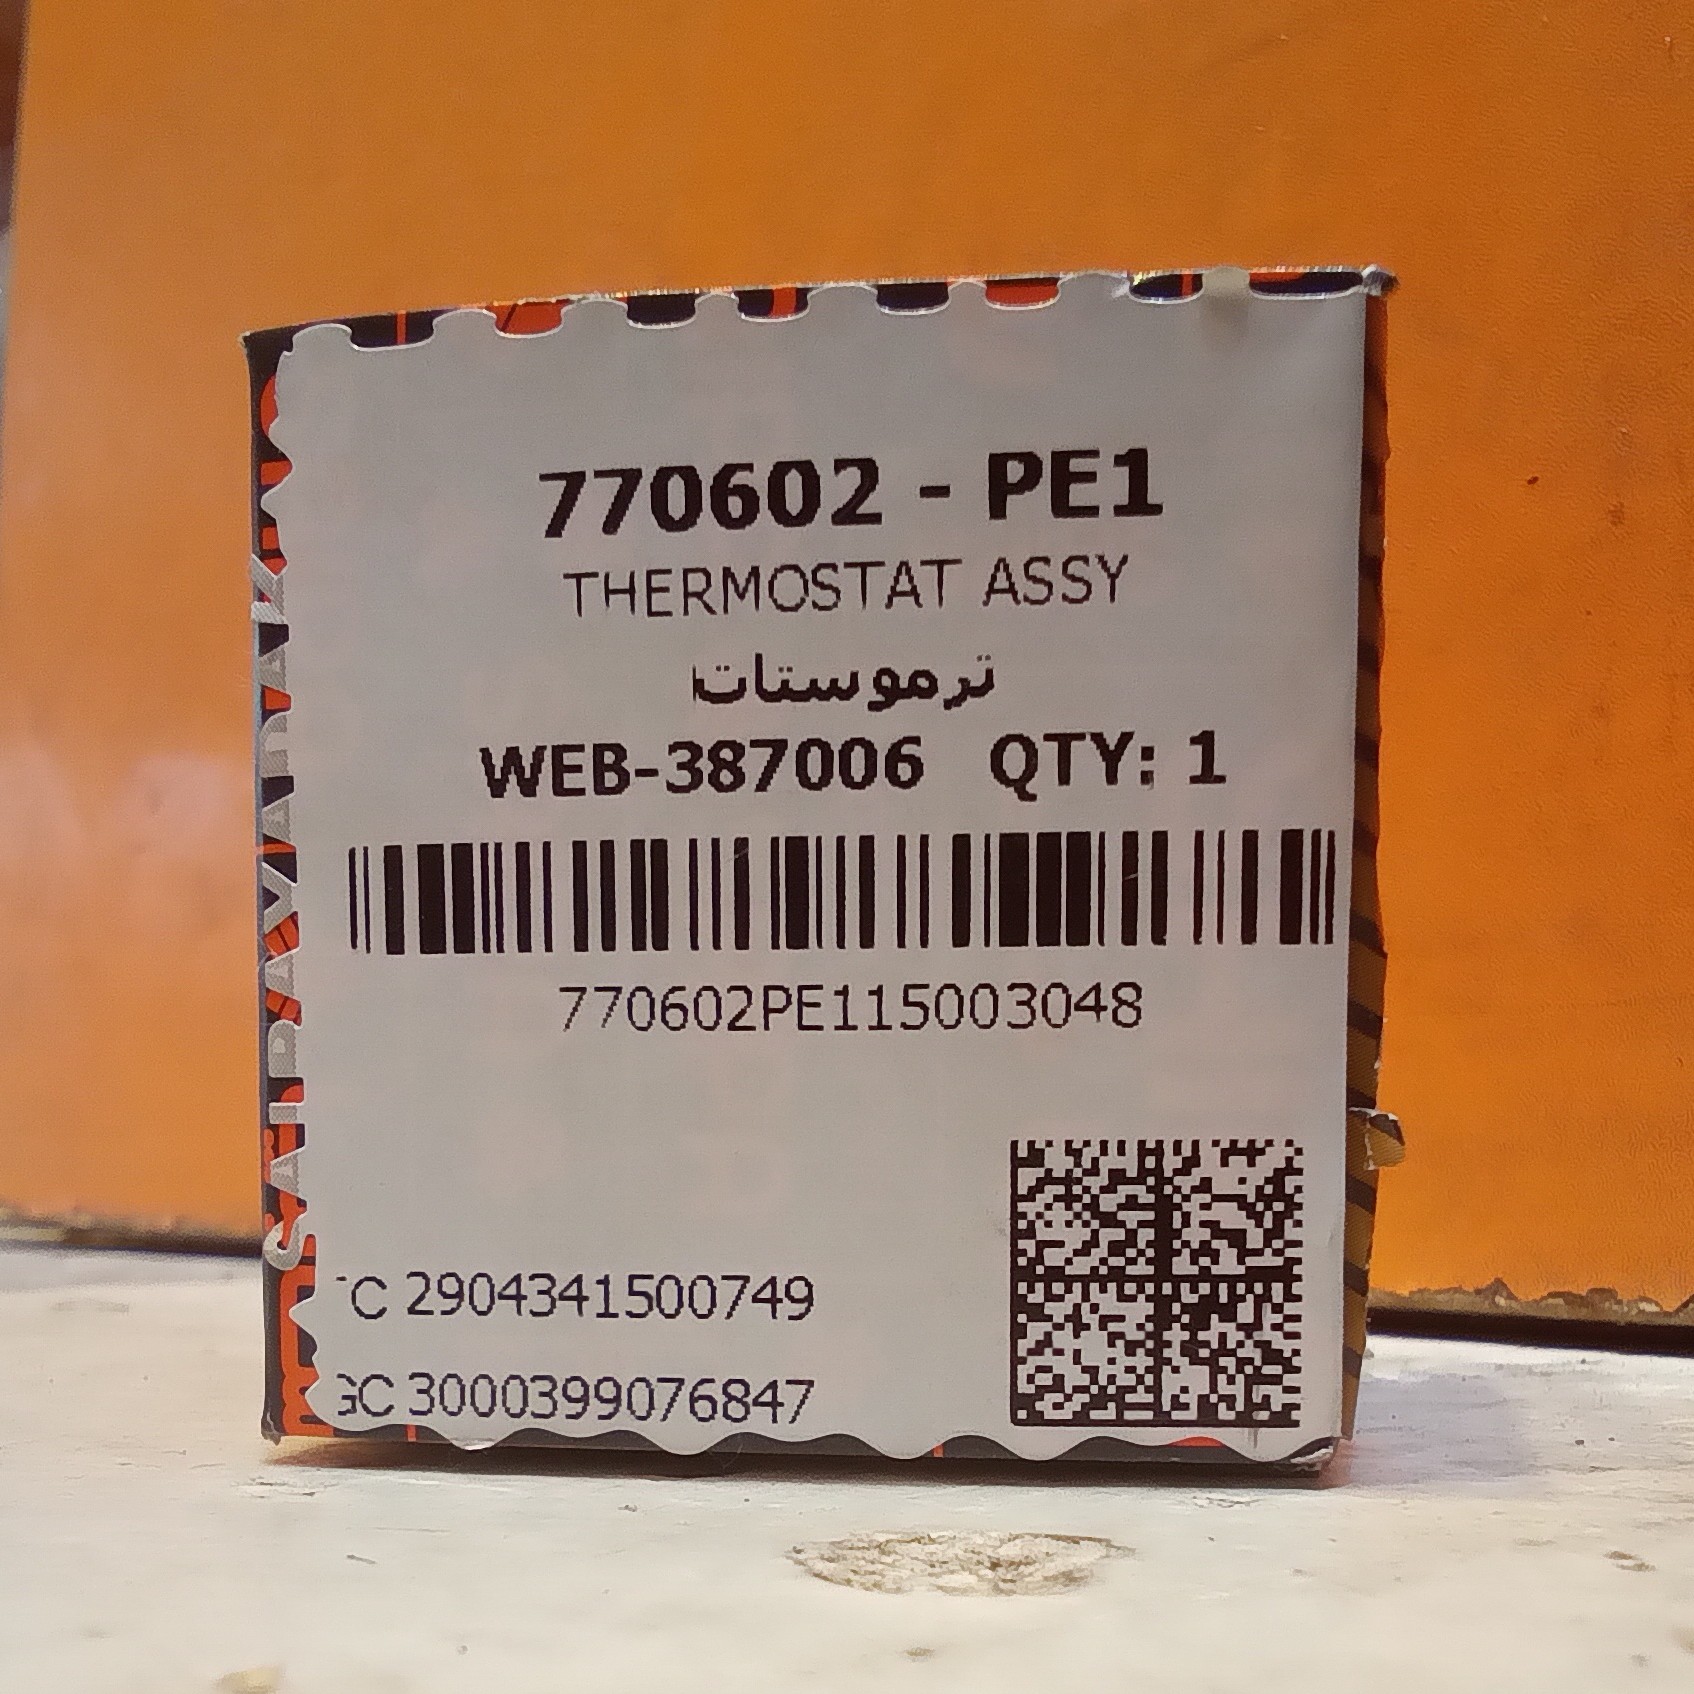 770602 - PE1
THERMOSTAT ASSY
ترموستات
WEB-387006 QTY: 1
770602PE115003048
C 2904341500749
GC 3000399076847